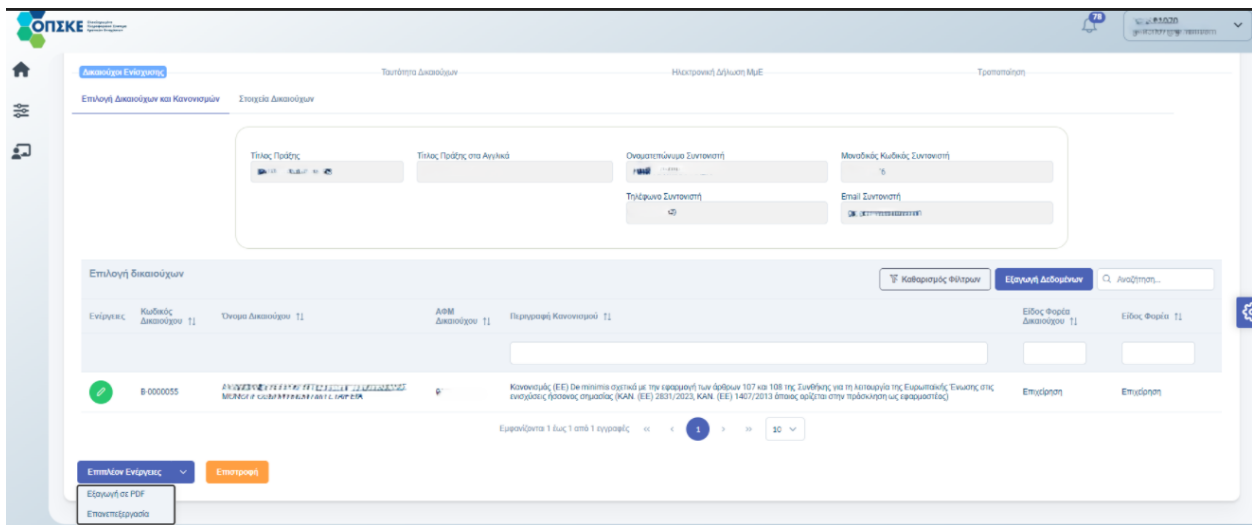 ΟΠΣΚΕ
78
Δικαιούχοι Ενίσχυσης
Ταυτότητα Δικαιούχων
Ηλεκτρονική Δήλωση ΜμΕ
Τροποποίηση
Επιλογή Δικαιούχων και Κανονισμών
Στοιχεία Δικαιούχων
Τίτλος Πράξης
Τίτλος Πράξης στα Αγγλικά
Ονοματεπώνυμο Συντονιστή
Μοναδικός Κωδικός Συντονιστή
Τηλέφωνο Συντονιστή
Email Συντονιστή
Επιλογή δικαιούχων
Καθαρισμός Φίλτρων
Εξαγωγή Δεδομένων
Αναζήτηση...
Ενέργειες
Κωδικός
Δικαιούχου
Όνομα Δικαιούχου
ΑΦΜ
Δικαιούχου
Περιγραφή Κανονισμού
Είδος Φορέα
Δικαιούχου
Είδος Φορέα
B-0000055
Κανονισμός (ΕΕ) De minimis σχετικά με την εφαρμογή των άρθρων 107 και 108 της Συνθήκης για τη λειτουργία της Ευρωπαϊκής Ένωσης στις
ενισχύσεις ήσσονος σημασίας (ΚΑΝ. (ΕΕ) 2831/2023, ΚΑΝ. (ΕΕ) 1407/2013 όποιος ορίζεται στην πρόσκληση ως εφαρμοστέος)
Επιχείρηση
Επιχείρηση
Εμφανίζονται 1 έως 1 από 1 εγγραφές
1
10
Επιπλέον Ενέργειες
Επιστροφή
Εξαγωγή σε PDF
Επανεπεξεργασία